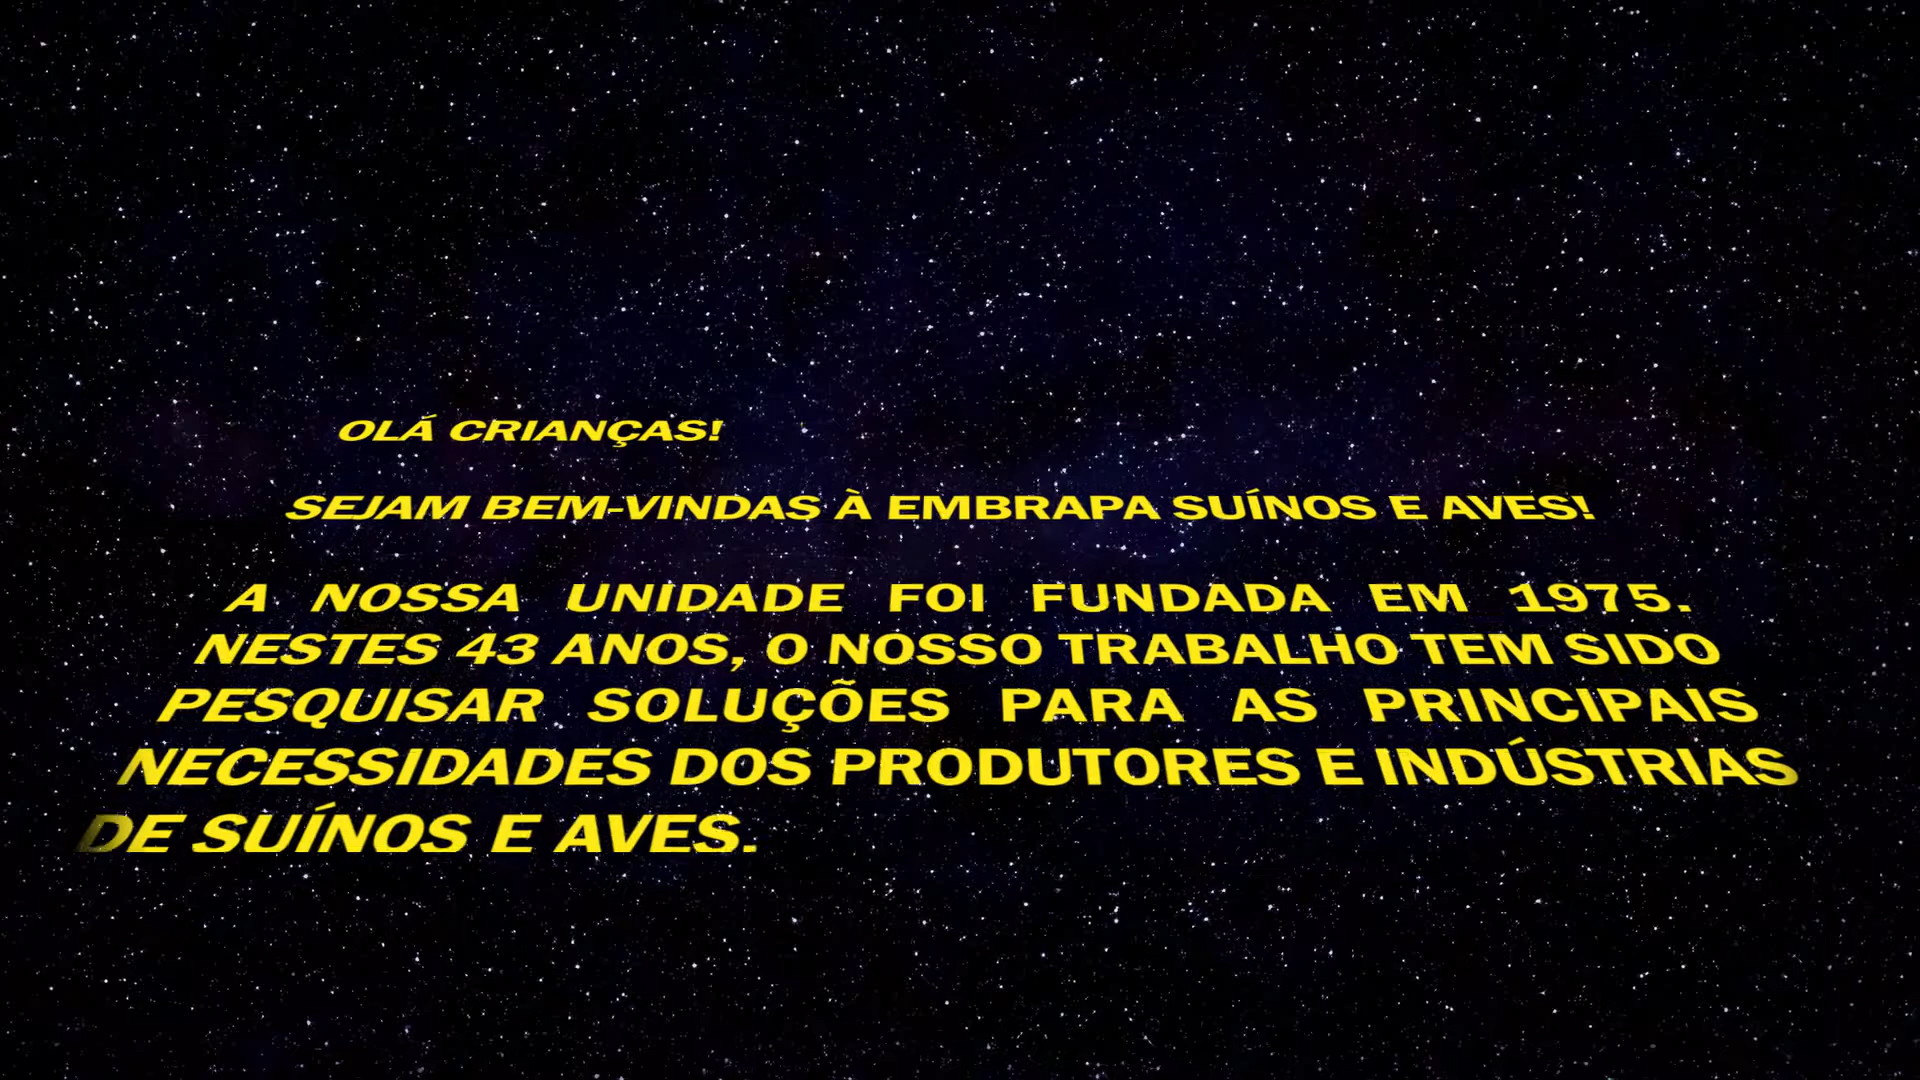 OLÁ CRIANÇAS!
SEJAM BEM-VINDAS À EMBRAPA SUÍNOS E AVES!
A NOSSA UNIDADE FOI FUNDADA EM 1975.
NESTES 43 ANOS, O NOSSO TRABALHO TEM SIDO
PESQUISAR SOLUÇÕES PARA AS PRINCIPAIS
NECESSIDADES DOS PRODUTORES E INDÚSTRIAS
DE SUÍNOS E AVES.